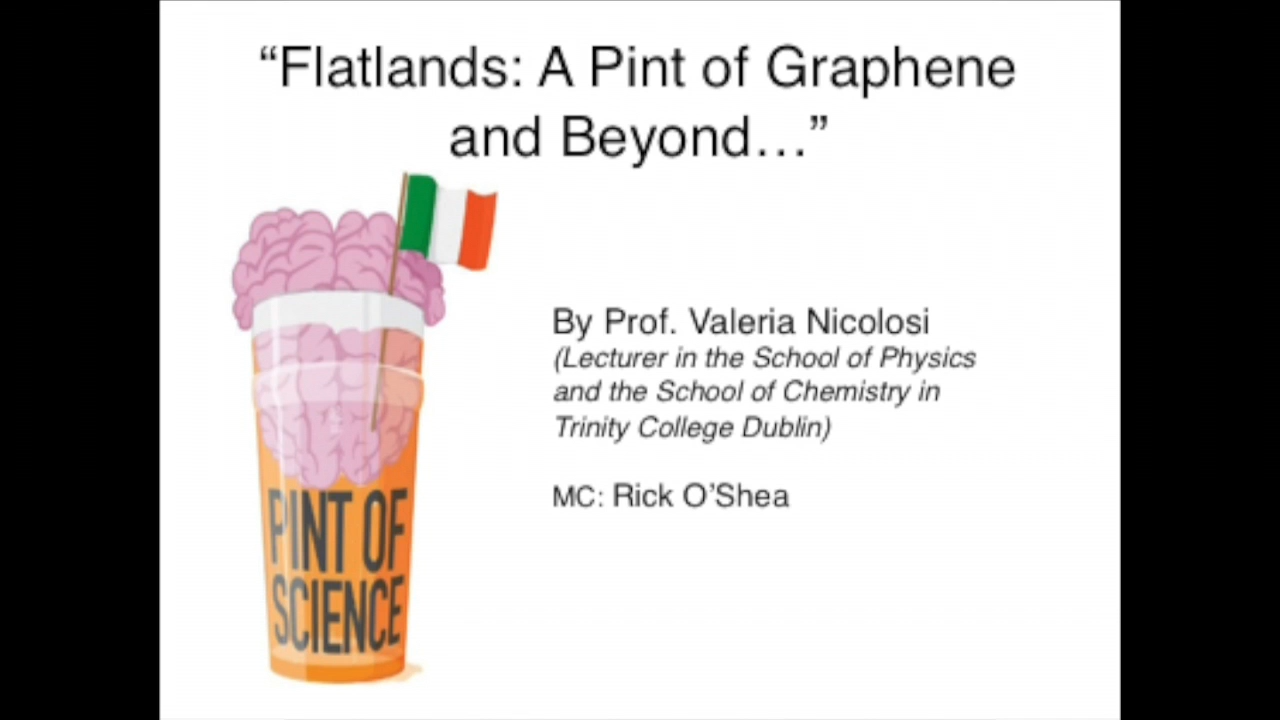 “Flatlands: A Pint of Graphene
and Beyond…”
By Prof. Valeria Nicolosi
(Lecturer in the School of Physics
and the School of Chemistry in
Trinity College Dublin)
MC: Rick O’Shea
PINT OF
SCIENCE